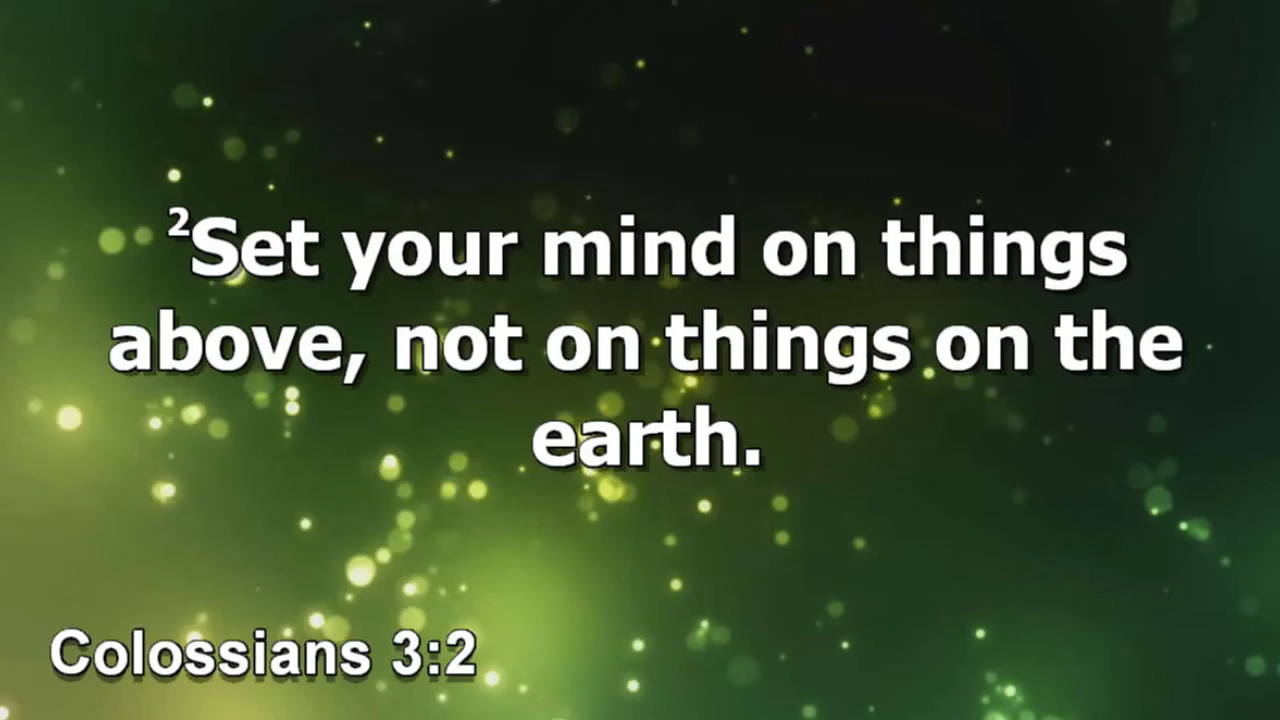 ²Set your mind on things
above, not on things on the
earth.
Colossians 3:2